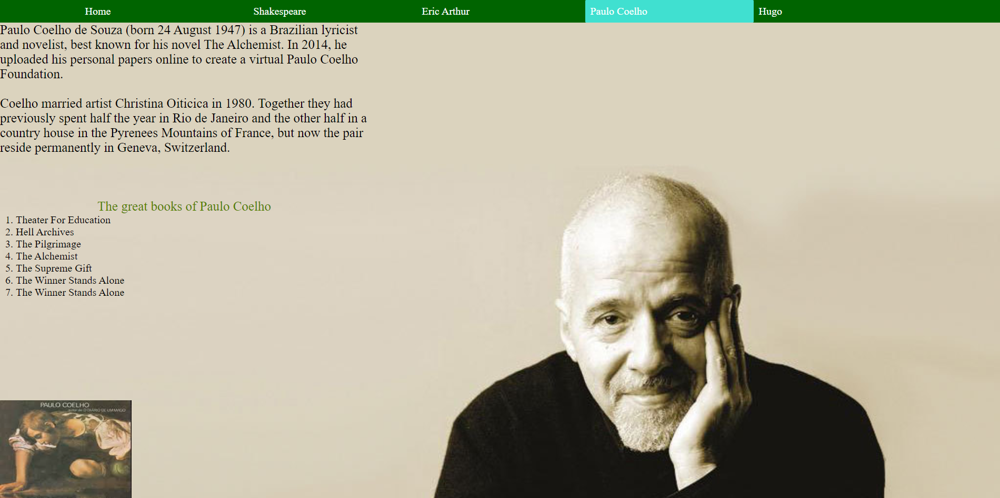 Home Shakespeare Eric Arthur Paulo Coelho Hugo
Paulo Coelho de Souza (born 24 August 1947) is a Brazilian lyricist
and novelist, best known for his novel The Alchemist. In 2014, he
uploaded his personal papers online to create a virtual Paulo Coelho
Foundation.
Coelho married artist Christina Oiticica in 1980. Together they had
previously spent half the year in Rio de Janeiro and the other half in a
country house in the Pyrenees Mountains of France, but now the pair
reside permanently in Geneva, Switzerland.
The great books of Paulo Coelho
1. Theater For Education
2. Hell Archives
3. The Pilgrimage
4. The Alchemist
5. The Supreme Gift
6. The Winner Stands Alone
7. The Winner Stands Alone
PAULO COELHO
autor de O DIÁRIO DE UM MAGO